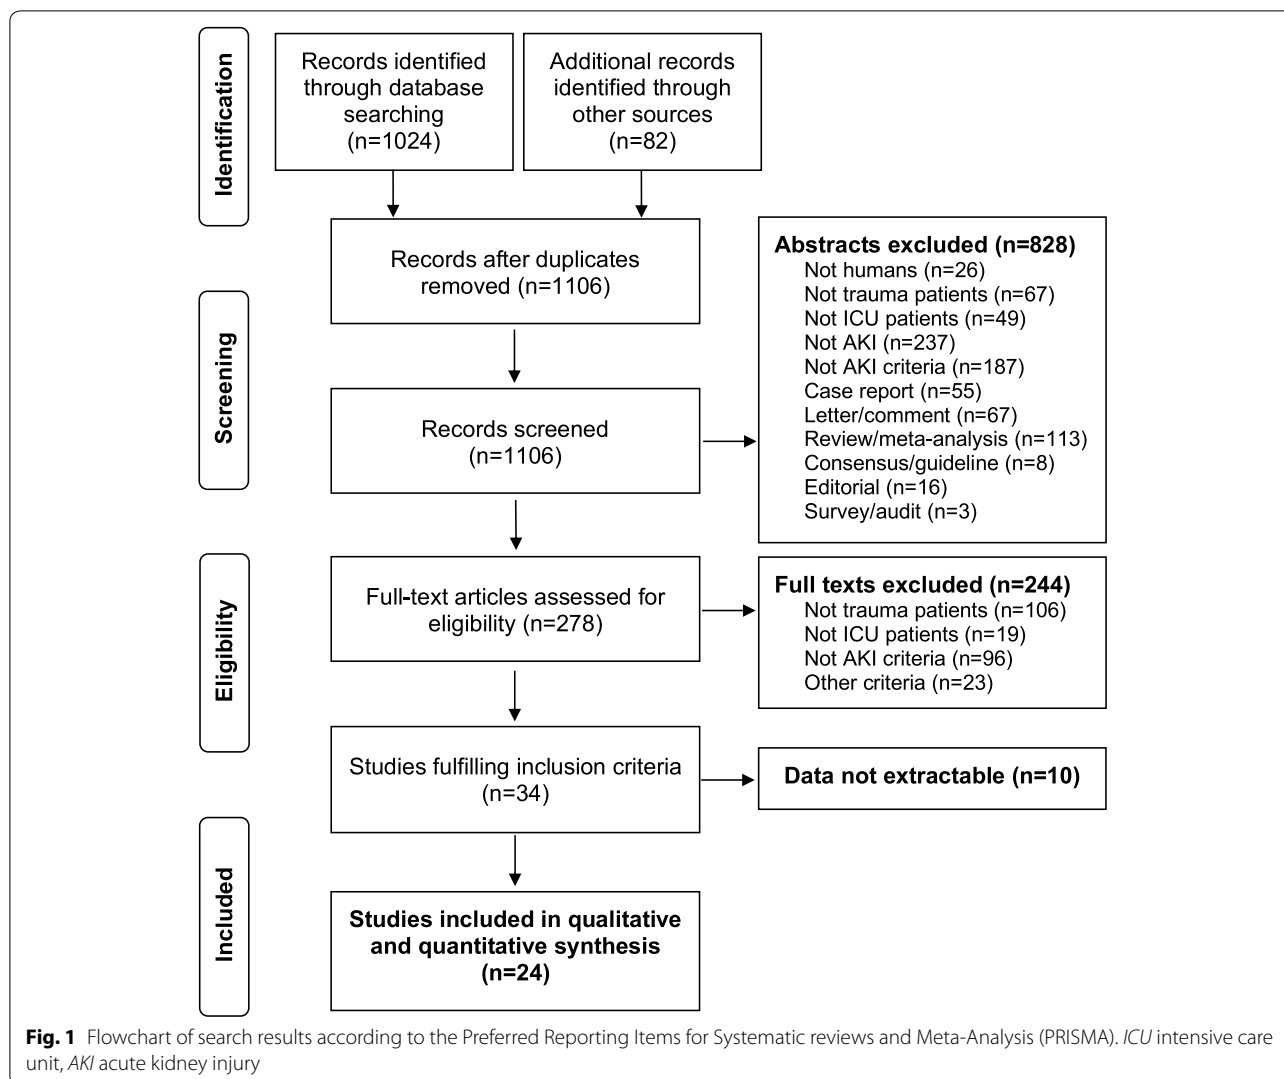 Identification
Records identified
through database
searching
(n=1024)
Additional records
identified through
other sources
(n=82)
Records after duplicates
removed (n=1106)
Screening
Records screened
(n=1106)
Abstracts excluded (n=828)
Not humans (n=26)
Not trauma patients (n=67)
Not ICU patients (n=49)
Not AKI (n=237)
Not AKI criteria (n=187)
Case report (n=55)
Letter/comment (n=67)
Review/meta-analysis (n=113)
Consensus/guideline (n=8)
Editorial (n=16)
Survey/audit (n=3)
Eligibility
Full-text articles assessed for
eligibility (n=278)
Full texts excluded (n=244)
Not trauma patients (n=106)
Not ICU patients (n=19)
Not AKI criteria (n=96)
Other criteria (n=23)
Studies fulfilling inclusion criteria
(n=34)
Data not extractable (n=10)
Included
Studies included in qualitative
and quantitative synthesis
(n=24)
Fig. 1 Flowchart of search results according to the Preferred Reporting Items for Systematic reviews and Meta-Analysis (PRISMA). ICU intensive care
unit, AKI acute kidney injury